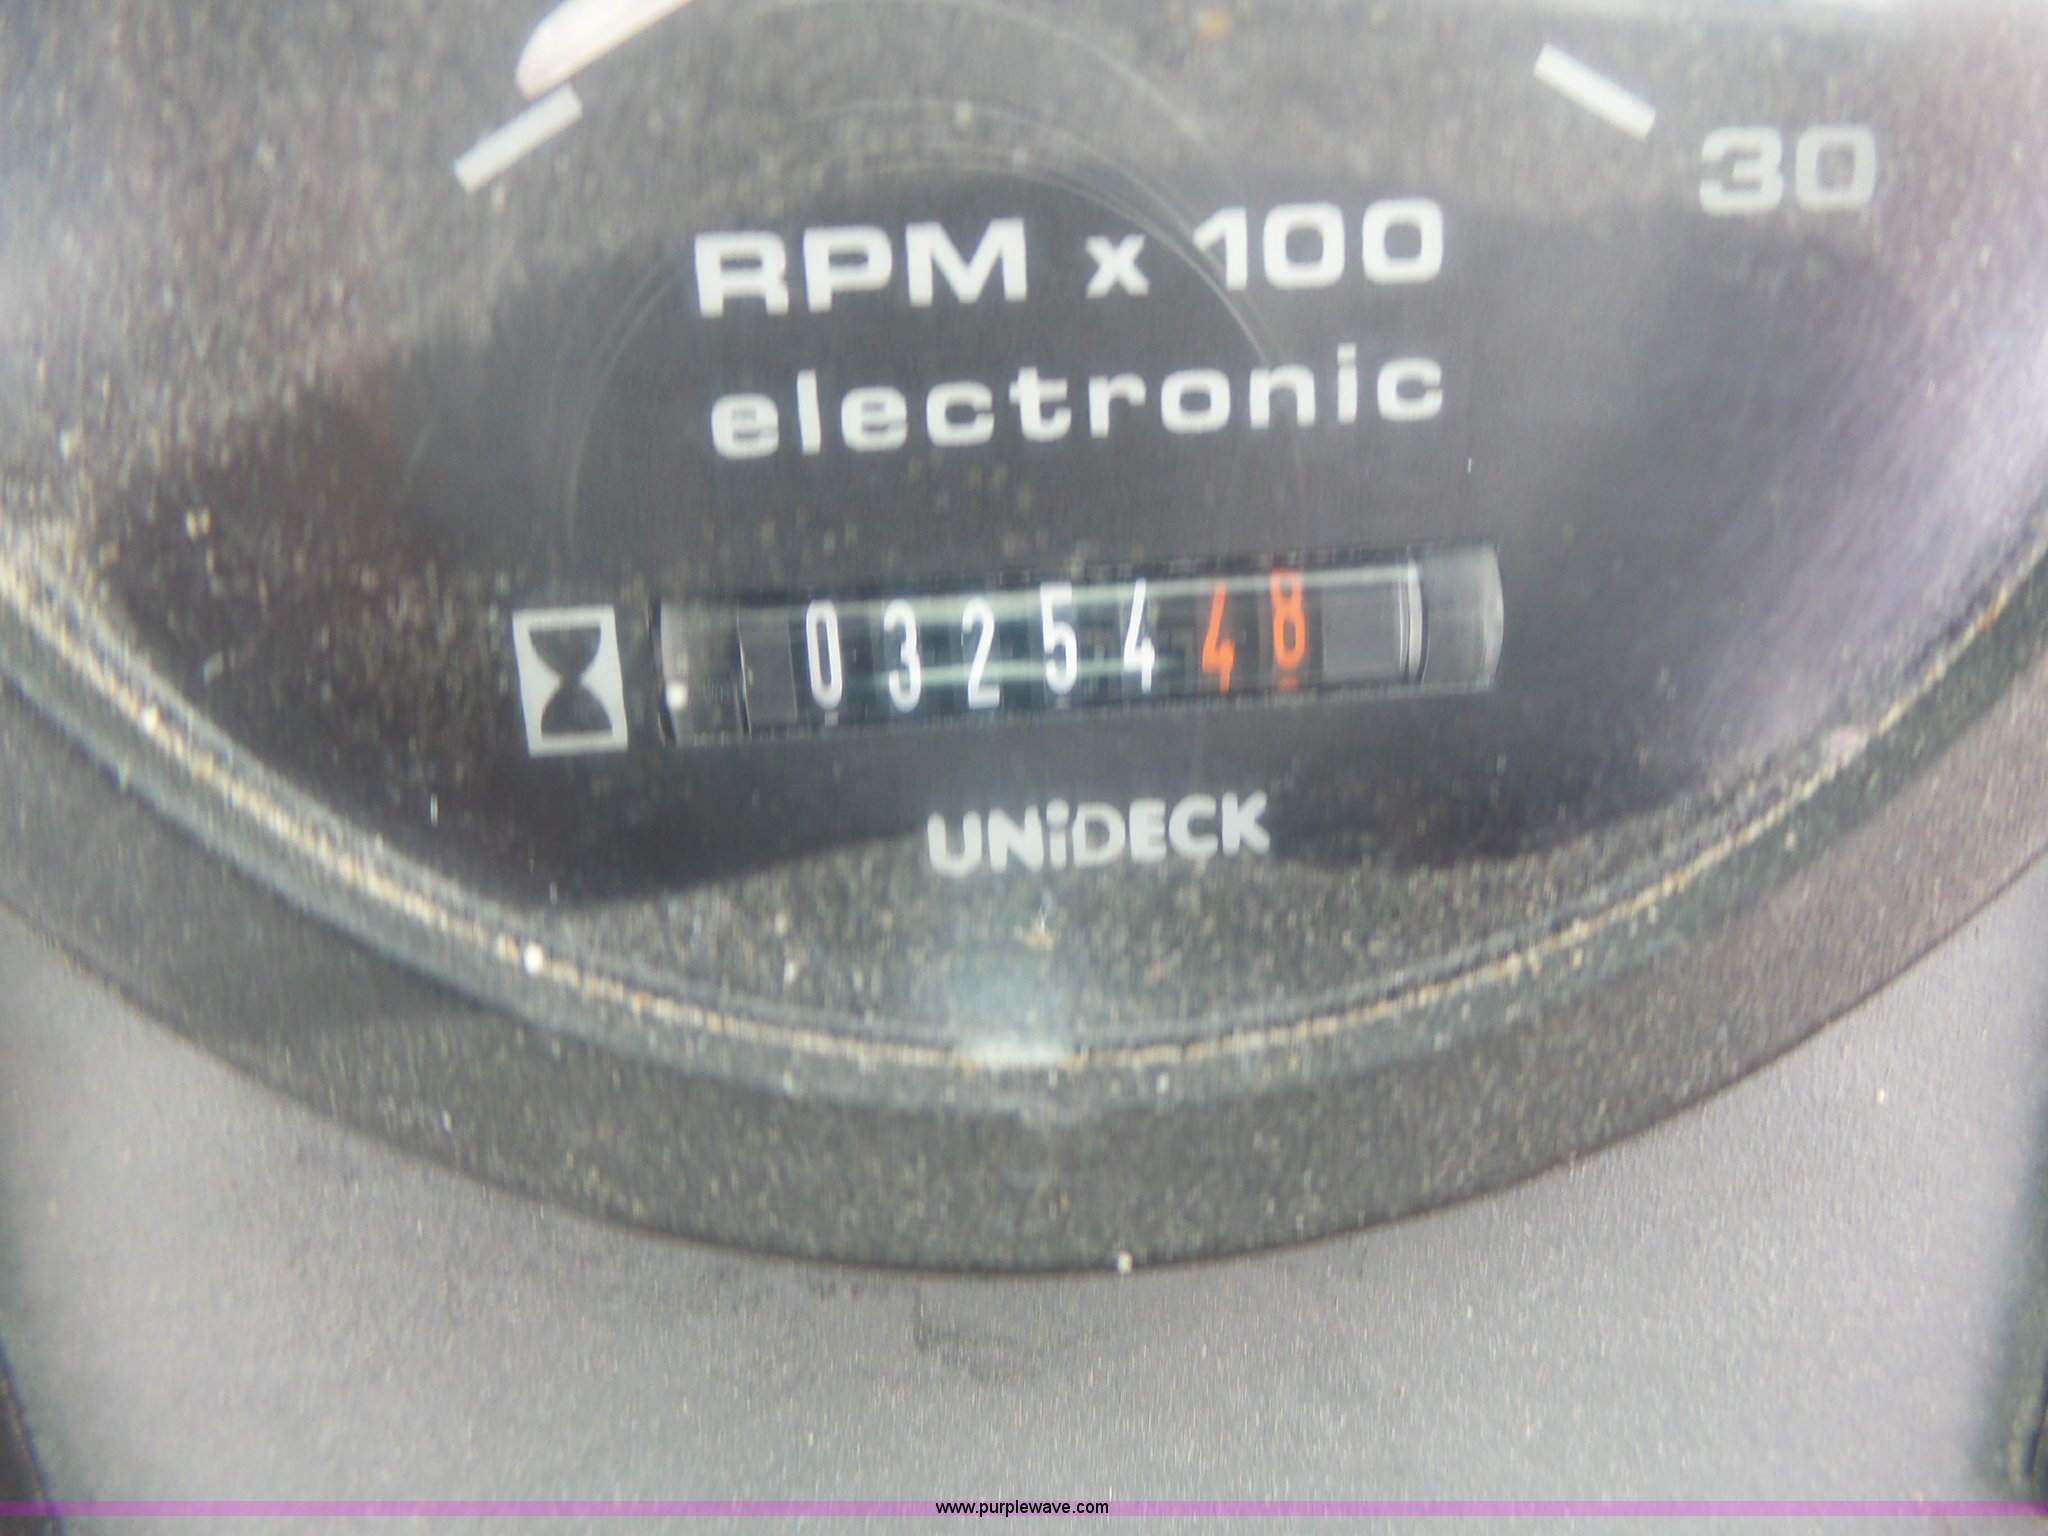 30
RPM x 100
electronic
0325448
UNiDECK
www.purplewave.com